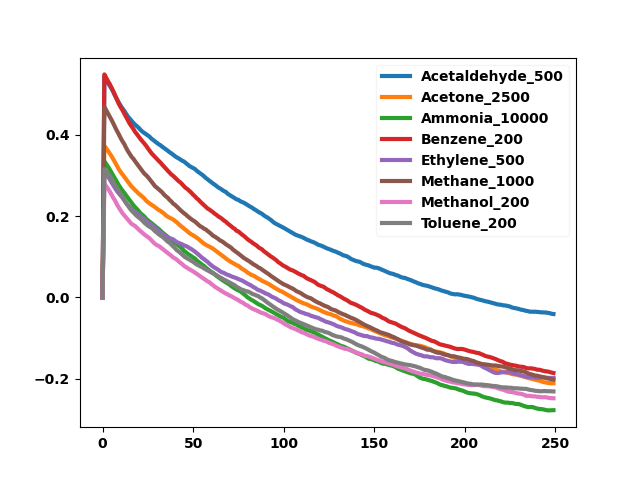 Acetaldehyde_500
Acetone_2500
Ammonia_10000
Benzene_200
Ethylene_500
Methane_1000
Methanol_200
Toluene_200
0.4
0.2
0.0
−0.2
0 50 100 150 200 250